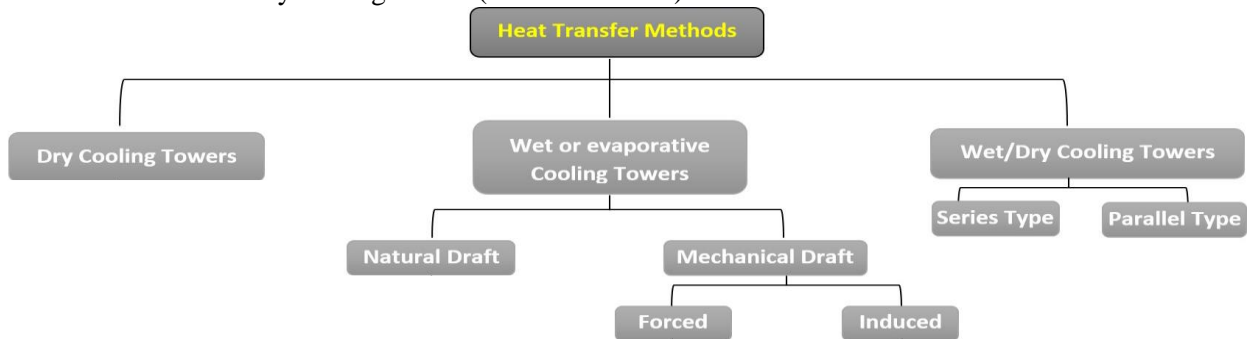 Heat Transfer Methods
Dry Cooling Towers
Wet or evaporative
Cooling Towers
Wet/Dry Cooling Towers
Series Type
Parallel Type
Natural Draft
Mechanical Draft
Forced
Induced